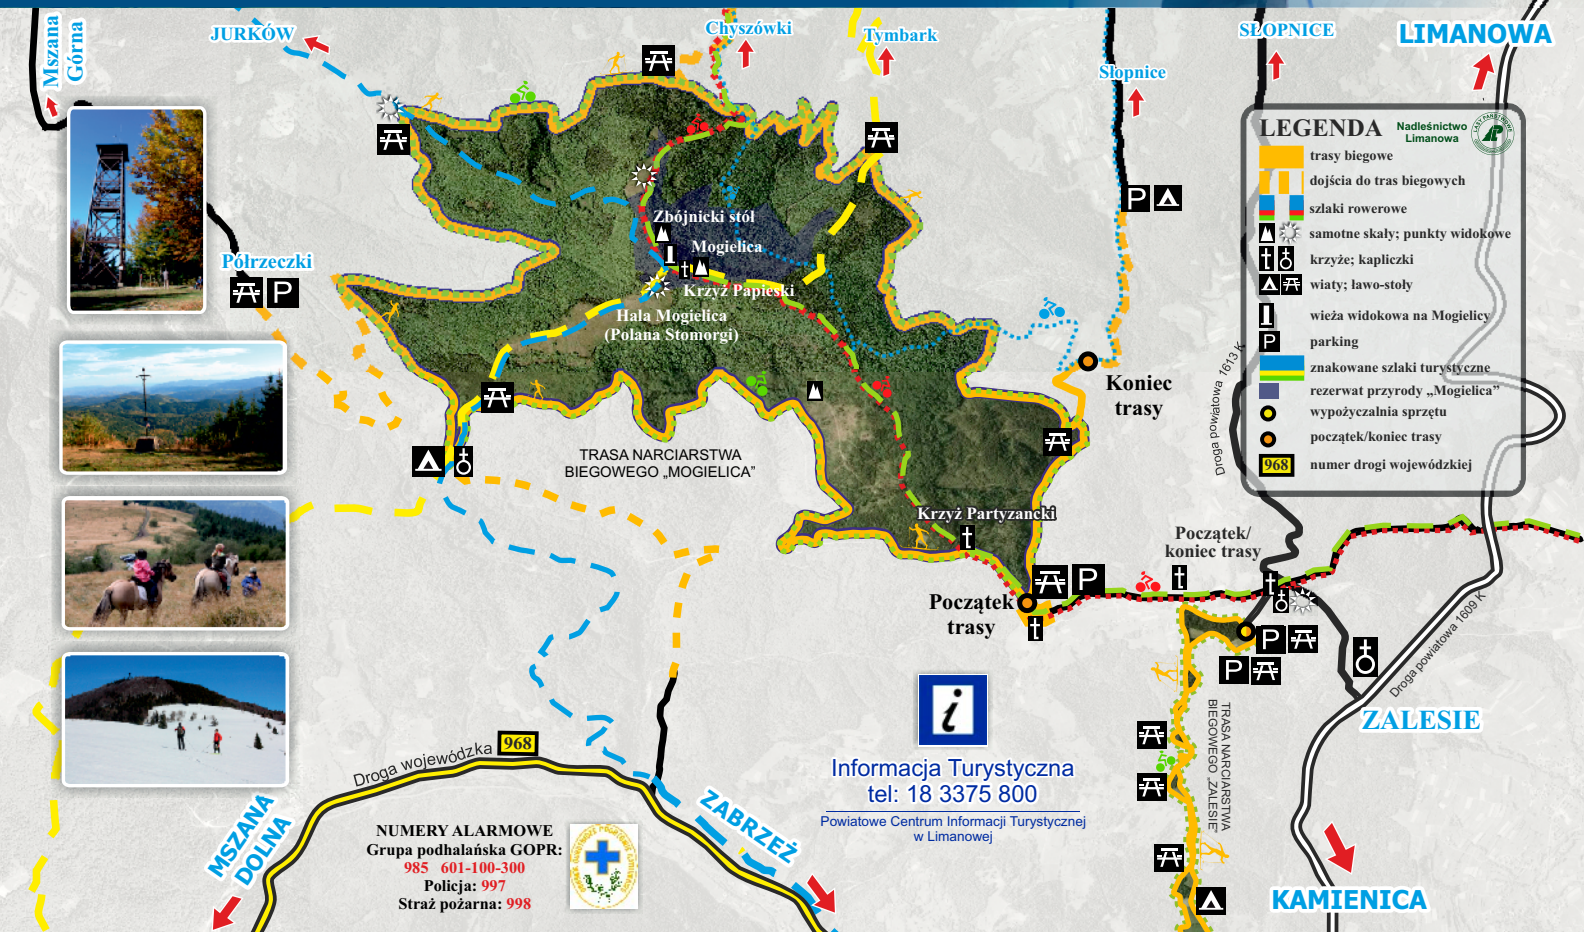 Mszana
Górna
JURKÓW
Chyszówki
Tymbark
Słopnice
SŁOPNICE
LIMANOWA
LEGENDA
Nadleśnictwo
Limanowa
LASY PAŃSTWOWE
trasy biegowe
dojścia do tras biegowych
szlaki rowerowe
samotne skały; punkty widokowe
krzyże; kapliczki
wiaty; ławo-stoły
wieża widokowa na Mogielicy
P parking
znakowane szlaki turystyczne
rezerwat przyrody „Mogielica”
wypożyczalnia sprzętu
początek/koniec trasy
968 numer drogi wojewódzkiej
Droga powiatowa 1613 K
P
Półrzeczki
P
Zbójnicki stół
Mogielica
Krzyż Papieski
Hala Mogielica
(Polana Stomorgi)
Koniec
trasy
TRASA NARCIARSTWA
BIEGOWEGO „MOGIELICA”
Krzyż Partyzancki
Początek/
koniec trasy
P
Początek
trasy
P
P
Droga powiatowa 1609 K
ZALESIE
TRASA NARCIARSTWA
BIEGOWEGO „ZALESIE”
i
Informacja Turystyczna
tel: 18 3375 800
Powiatowe Centrum Informacji Turystycznej
w Limanowej
Droga wojewódzka 968
MSZANA
DOLNA
ZABRZEŻ
NUMERY ALARMOWE
Grupa podhalańska GOPR:
985 601-100-300
Policja: 997
Straż pożarna: 998
KAMIENICA